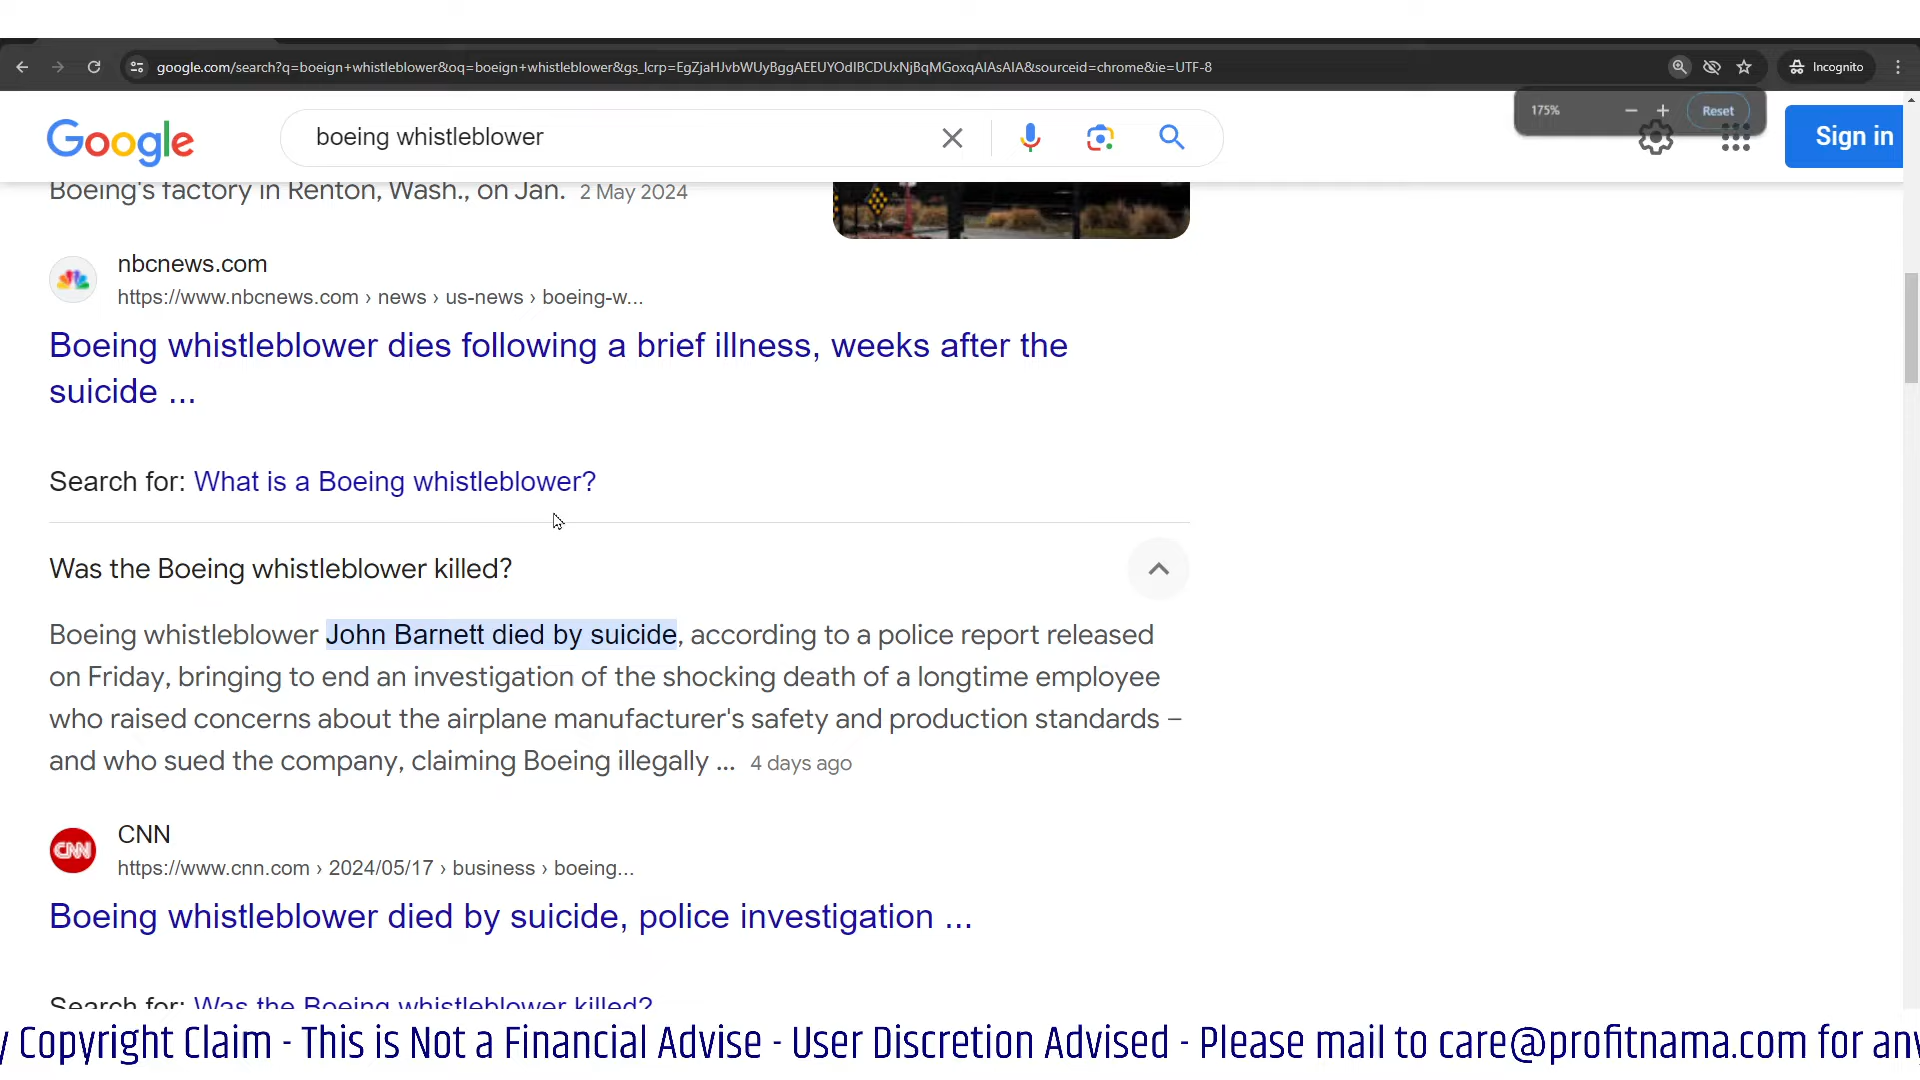 google.com/search?q=boeign+whistleblower&oq=boeign+whistleblower&gs_lcrp=EgZjaHJvbWUyBggAEEUYOdIBCDUxNjBqMGoxqAIAsAIA&sourceid=chrome&ie=UTF-8
Incognito
175%
Reset
Google
boeing whistleblower
Sign in
Boeing's factory in Renton, Wash., on Jan. 2 May 2024
nbcnews.com
https://www.nbcnews.com › news › us-news › boeing-w...
Boeing whistleblower dies following a brief illness, weeks after the
suicide ...
Search for: What is a Boeing whistleblower?
Was the Boeing whistleblower killed?
Boeing whistleblower John Barnett died by suicide, according to a police report released
on Friday, bringing to end an investigation of the shocking death of a longtime employee
who raised concerns about the airplane manufacturer's safety and production standards –
and who sued the company, claiming Boeing illegally ... 4 days ago
CNN
CNN
https://www.cnn.com › 2024/05/17 › business › boeing...
Boeing whistleblower died by suicide, police investigation ...
Search for: Was the Boeing whistleblower killed?
y Copyright Claim - This is Not a Financial Advise - User Discretion Advised - Please mail to care@profitnama.com for any